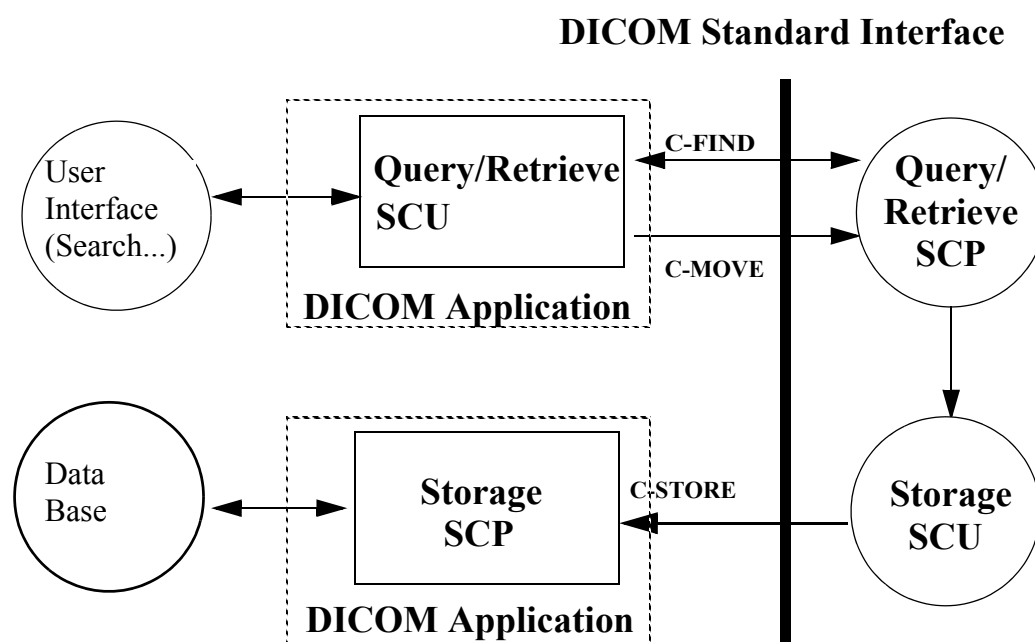 DICOM Standard Interface
User
Interface
(Search...)
Query/Retrieve
SCU
DICOM Application
C-FIND
C-MOVE
Query/
Retrieve
SCP
Data
Base
Storage
SCP
DICOM Application
C-STORE
Storage
SCU